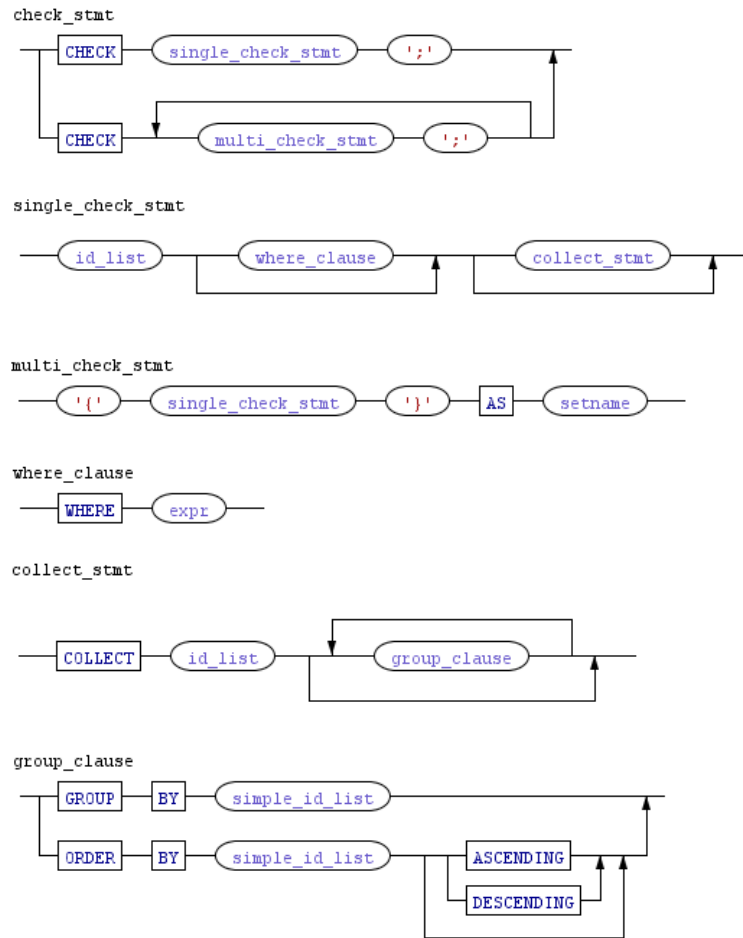 check_stmt
CHECK single_check_stmt ';'
CHECK multi_check_stmt ';'
single_check_stmt
id_list where_clause collect_stmt
multi_check_stmt
'{' single_check_stmt '}' AS setname
where_clause
WHERE expr
collect_stmt
COLLECT id_list group_clause
group_clause
GROUP BY simple_id_list
ORDER BY simple_id_list ASCENDING
DESCENDING